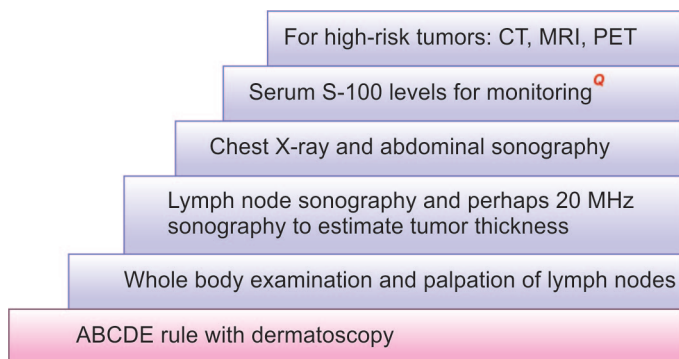 For high-risk tumors: CT, MRI, PET
Serum S-100 levels for monitoringQ
Chest X-ray and abdominal sonography
Lymph node sonography and perhaps 20 MHz
sonography to estimate tumor thickness
Whole body examination and palpation of lymph nodes
ABCDE rule with dermatoscopy